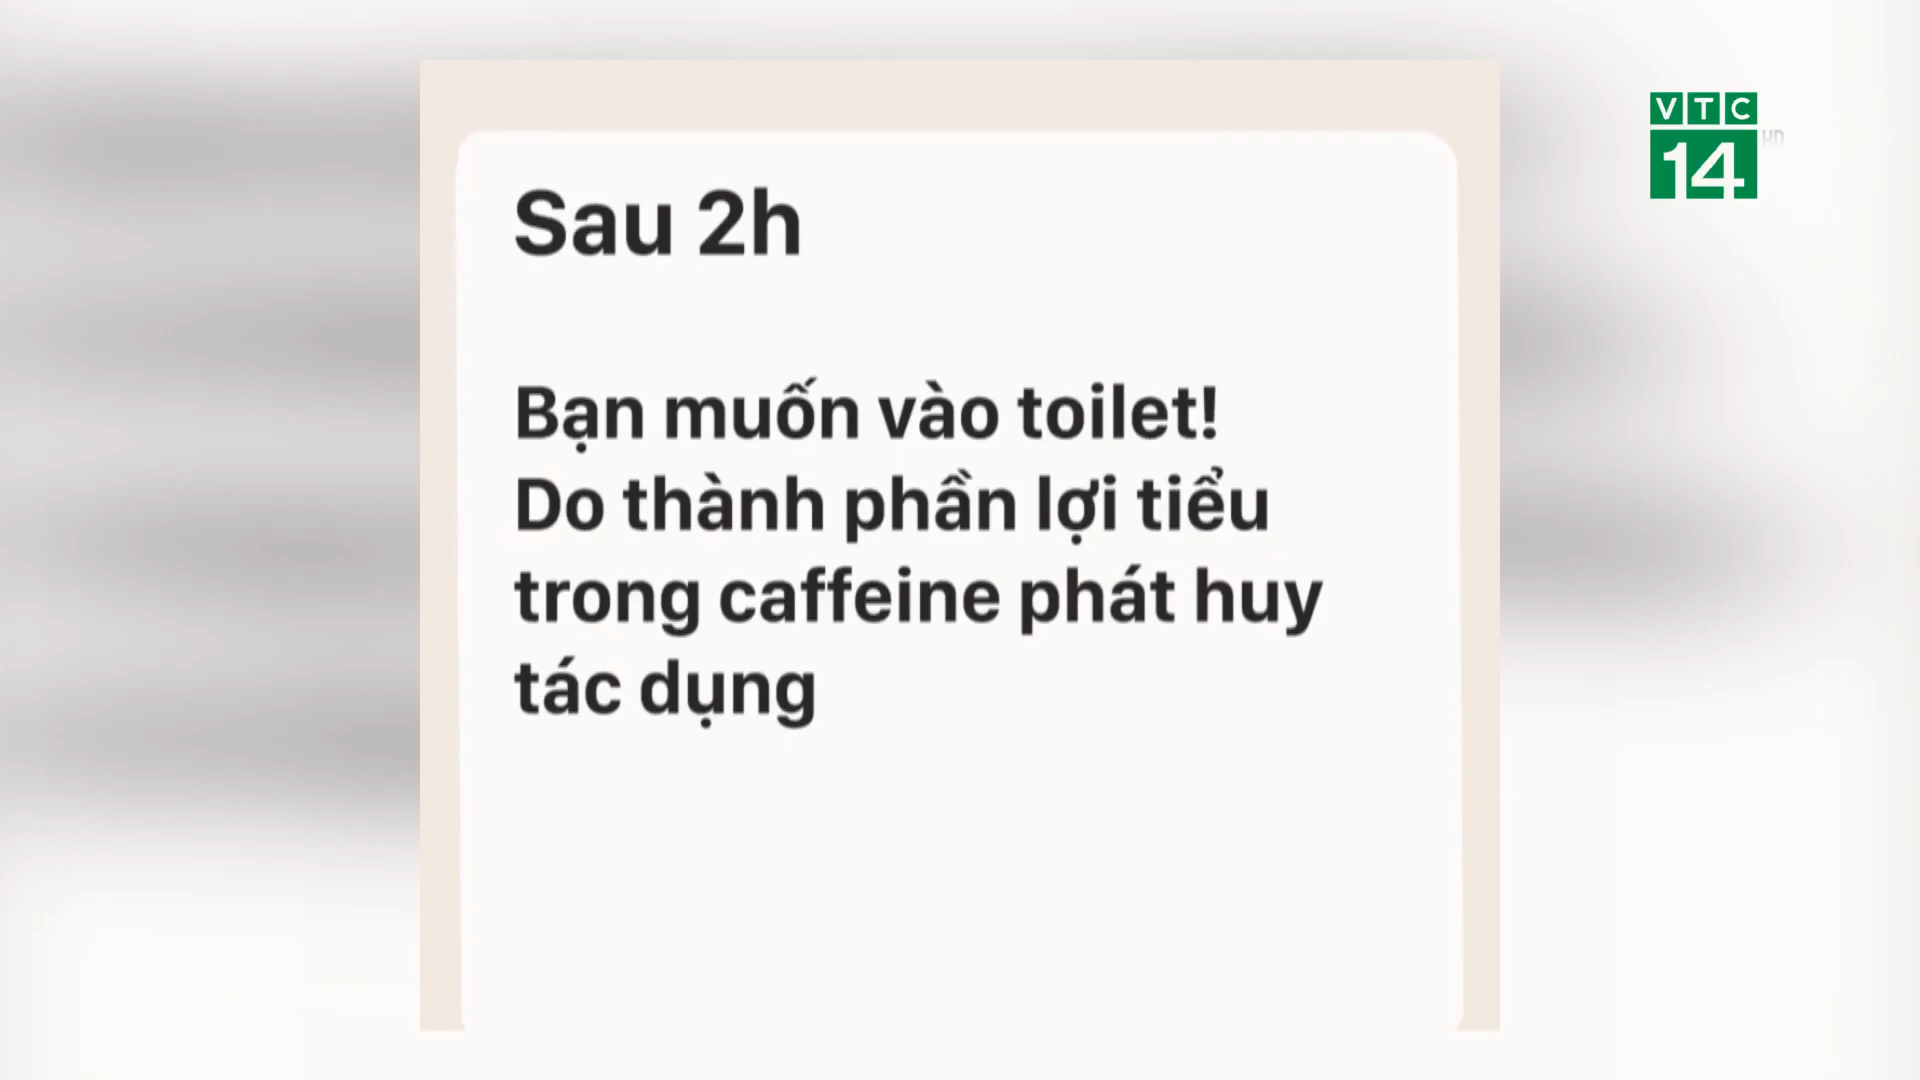 VTC
14
Sau 2h
Bạn muốn vào toilet!
Do thành phần lợi tiểu
trong caffeine phát huy
tác dụng